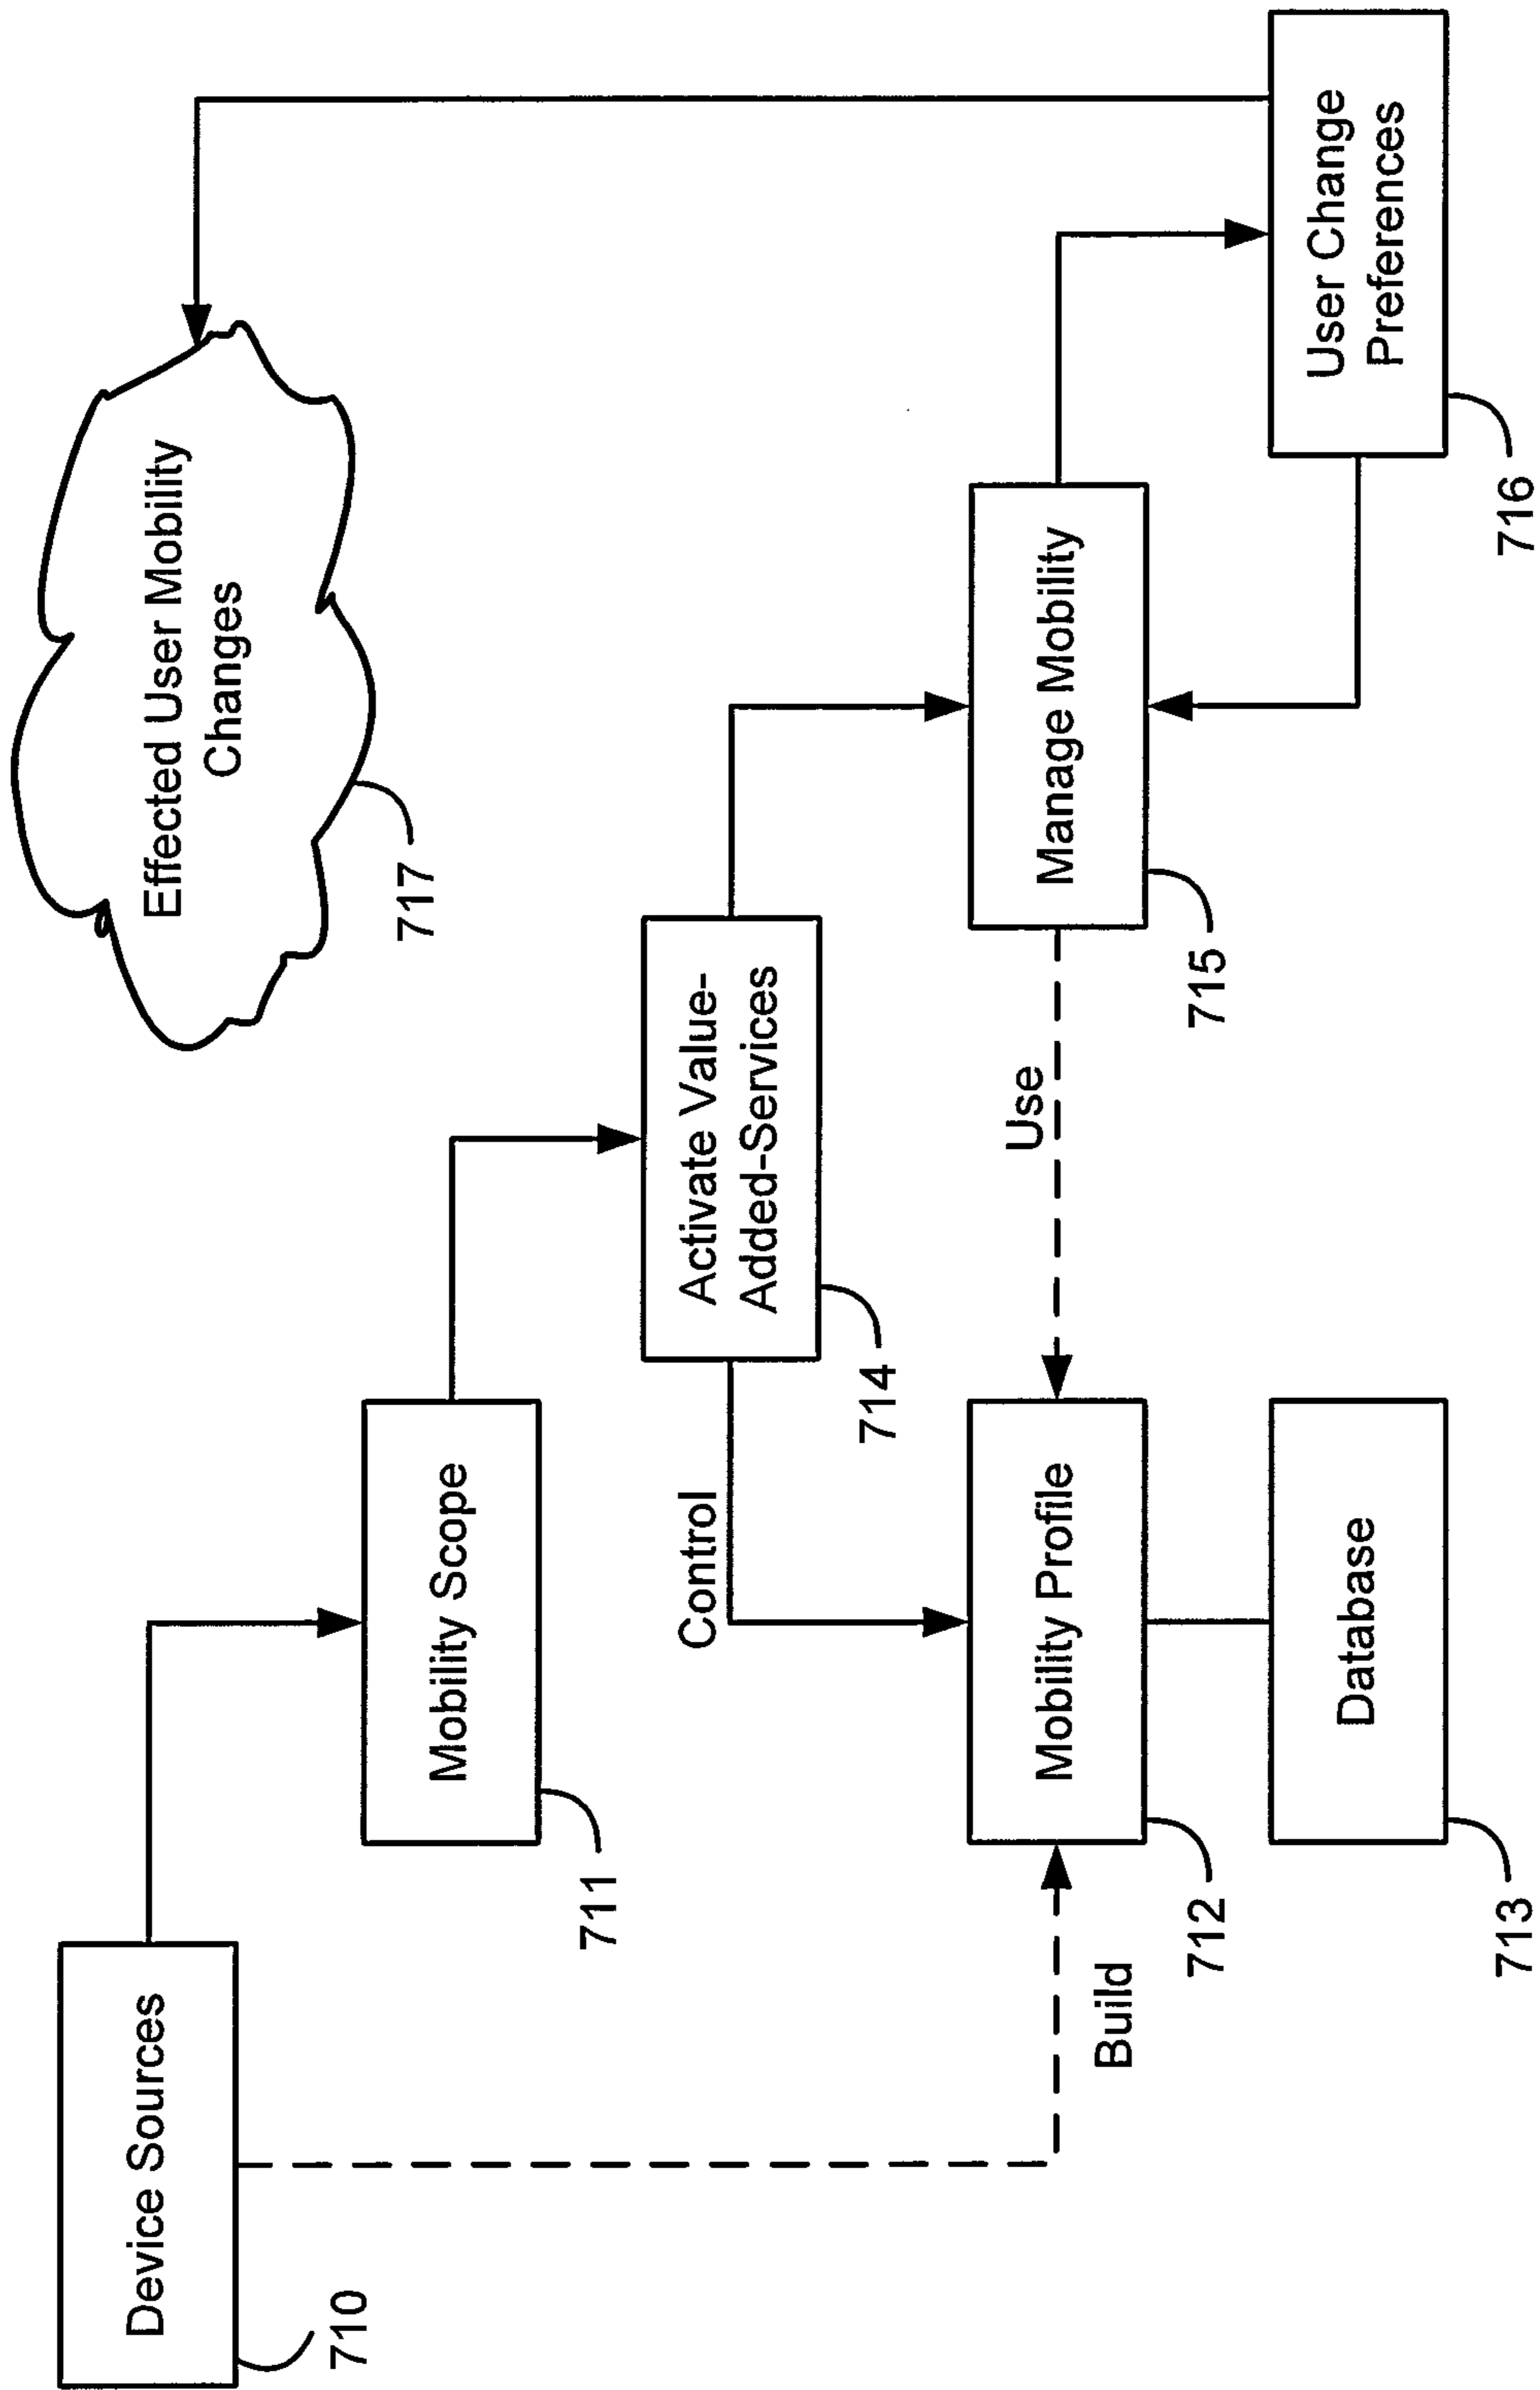 Effected User Mobility
Changes
717
Device Sources
710
Mobility Scope
711
Activate Value-
Added-Services
714
Control
Use
Manage Mobility
715
Build
Mobility Profile
712
Database
713
User Change
Preferences
716